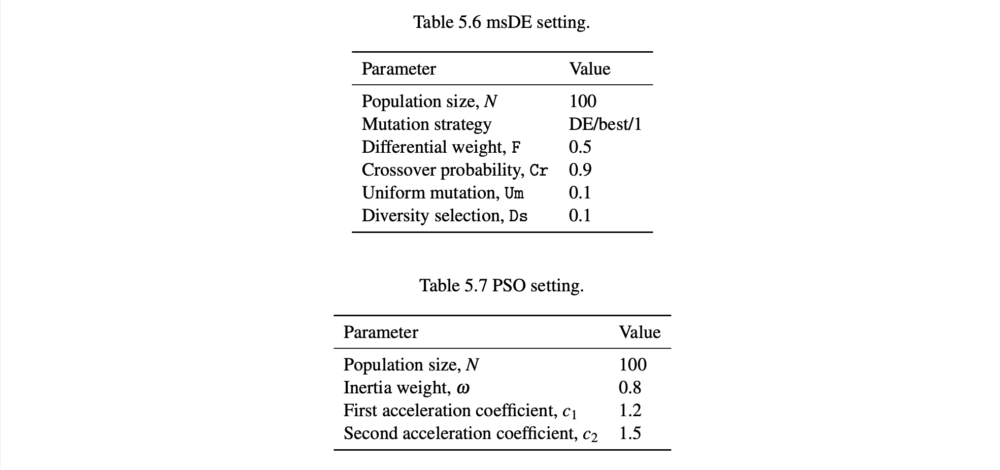 Table 5.6 msDE setting.
Parameter Value
Population size, N 100
Mutation strategy DE/best/1
Differential weight, F 0.5
Crossover probability, Cr 0.9
Uniform mutation, Um 0.1
Diversity selection, Ds 0.1
Table 5.7 PSO setting.
Parameter Value
Population size, N 100
Inertia weight, ω 0.8
First acceleration coefficient, c₁ 1.2
Second acceleration coefficient, c₂ 1.5